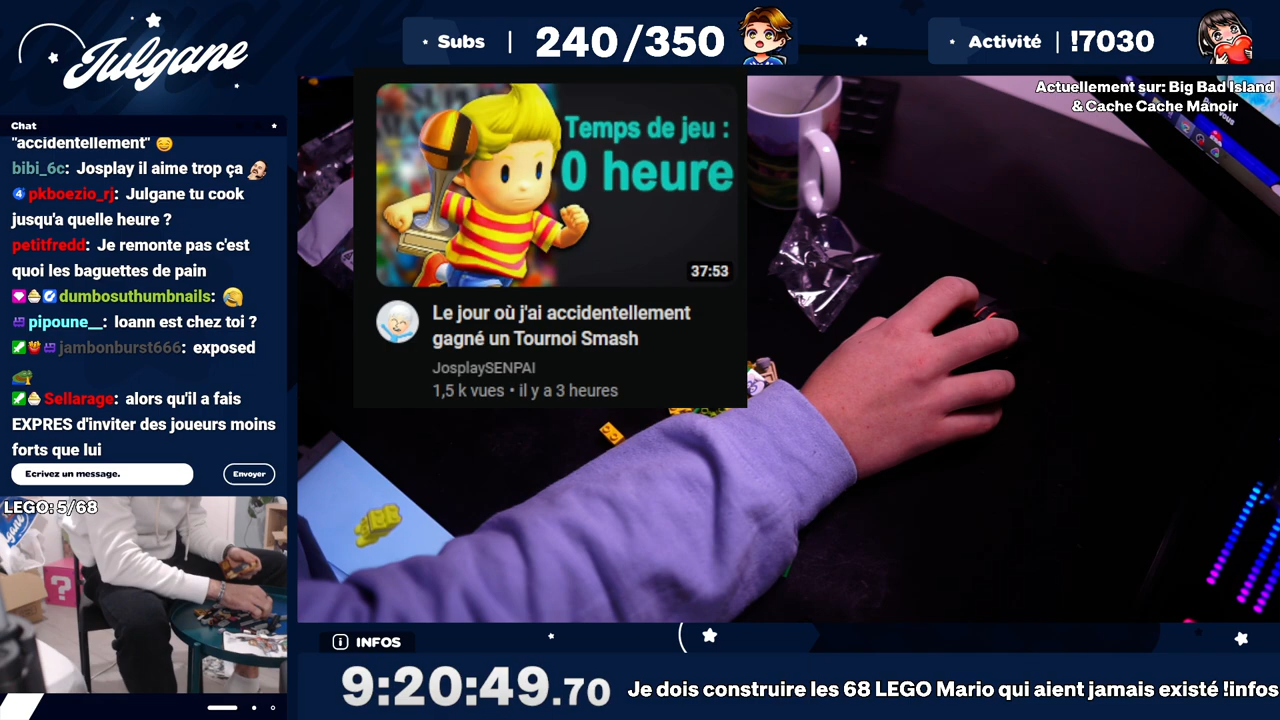 Julgane
Subs | 240/350
Activité | !7030
Actuellement sur: Big Bad Island
& Cache Cache Manoir
Chat
"accidentellement"
bibi_6c: Josplay il aime trop ça
4 pkboezio_rj: Julgane tu cook
jusqu'a quelle heure ?
petitfredd: Je remonte pas c'est
quoi les baguettes de pain
dumbosuthumbnails:
pipoune__: Ioann est chez toi ?
jambonburst666: exposed
Sellarage: alors qu'il a fais
EXPRES d'inviter des joueurs moins
forts que lui
Ecrivez un message.
Envoyer
Temps de jeu :
0 heure
37:53
Le jour où j'ai accidentellement
gagné un Tournoi Smash
JosplaySENPAI
1,5 k vues • il y a 3 heures
LEGO: 5/68
?
INFOS
9:20:49.70
Je dois construire les 68 LEGO Mario qui aient jamais existé !infos